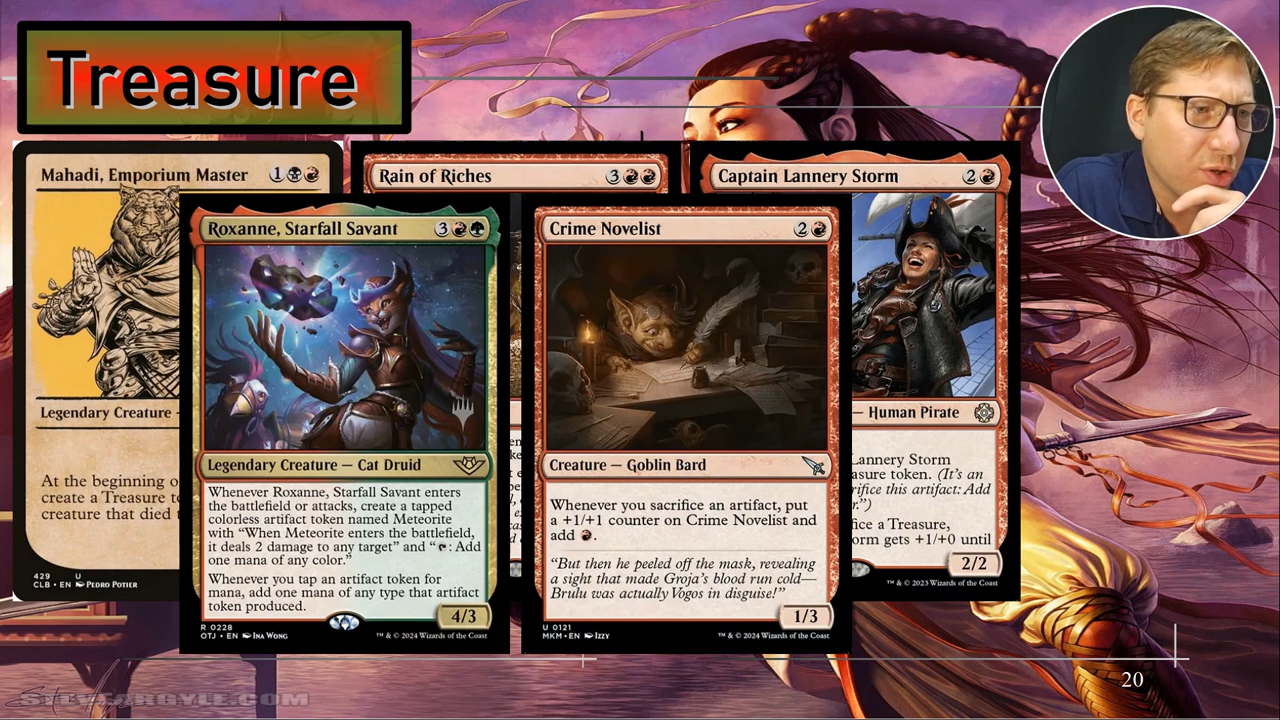 Treasure
Mahadi, Emporium Master 1
Legendary Creature –
At the beginning o
create a Treasure t
creature that died
429 U
CLB • EN PEDRO POTIER
Rain of Riches 3
Captain Lannery Storm 2
— Human Pirate
Lannery Storm
asure token. (It's an
rifice this artifact: Add
r.")
fice a Treasure,
orm gets +1/+0 until
2/2
™ & © 2023 Wizards of the Coast
Roxanne, Starfall Savant 3
Legendary Creature — Cat Druid
Whenever Roxanne, Starfall Savant enters
the battlefield or attacks, create a tapped
colorless artifact token named Meteorite
with “When Meteorite enters the battlefield,
it deals 2 damage to any target” and “: Add
one mana of any color.”
Whenever you tap an artifact token for
mana, add one mana of any type that artifact
token produced.
4/3
R 0228
OTJ • EN INA WONG
™ & © 2024 Wizards of the Coast
Crime Novelist 2
Creature — Goblin Bard
Whenever you sacrifice an artifact, put
a +1/+1 counter on Crime Novelist and
add .
“But then he peeled off the mask, revealing
a sight that made Groja’s blood run cold—
Brulu was actually Vogos in disguise!”
1/3
U 0121
MKM • EN IZZY
™ & © 2024 Wizards of the Coast
20
STEVEARGYLE.COM